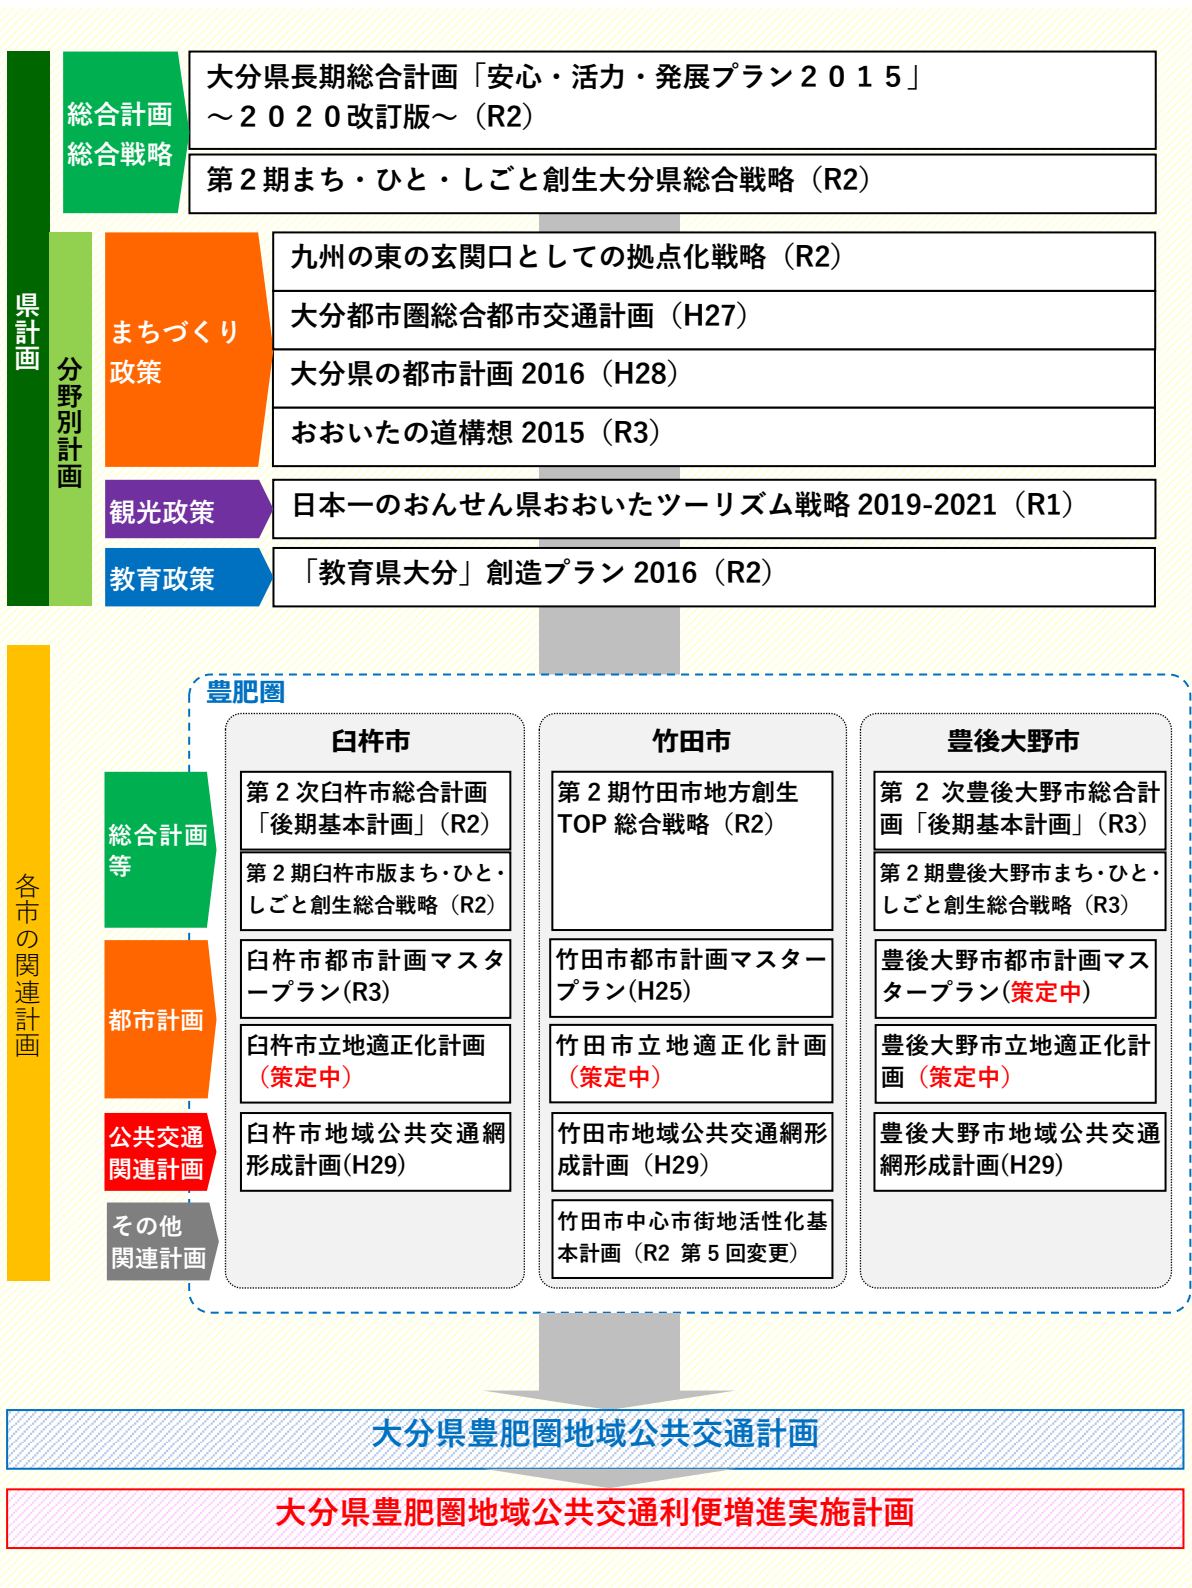 県計画
総合計画
総合戦略
大分県長期総合計画「安心・活力・発展プラン２０１５」
～２０２０改訂版～（R2）
第２期まち・ひと・しごと創生大分県総合戦略（R2）
分野別計画
まちづくり
政策
九州の東の玄関口としての拠点化戦略（R2）
大分都市圏総合都市交通計画（H27）
大分県の都市計画 2016（H28）
おおいたの道構想 2015（R3）
観光政策
日本一のおんせん県おおいたツーリズム戦略 2019-2021（R1）
教育政策
「教育県大分」創造プラン 2016（R2）
各市の関連計画
豊肥圏
臼杵市
竹田市
豊後大野市
総合計画
等
第２次臼杵市総合計画
「後期基本計画」（R2）
第２期臼杵市版まち・ひと・
しごと創生総合戦略（R2）
第２期竹田市地方創生
TOP 総合戦略（R2）
第 2 次豊後大野市総合計
画「後期基本計画」（R3）
第２期豊後大野市まち・ひと・
しごと創生総合戦略（R3）
都市計画
臼杵市都市計画マスタ
ープラン(R3)
臼杵市立地適正化計画
（策定中）
竹田市都市計画マスター
プラン(H25)
竹田市立地適正化計画
（策定中）
豊後大野市都市計画マス
タープラン(策定中)
豊後大野市立地適正化計
画（策定中）
公共交通
関連計画
臼杵市地域公共交通網
形成計画(H29)
竹田市地域公共交通網形
成計画（H29）
豊後大野市地域公共交通
網形成計画(H29)
その他
関連計画
竹田市中心市街地活性化基
本計画（R2 第５回変更）
大分県豊肥圏地域公共交通計画
大分県豊肥圏地域公共交通利便増進実施計画